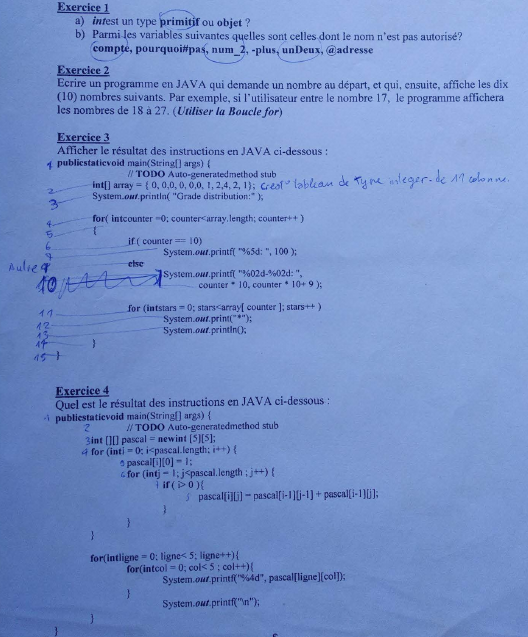 Exercice 1
a) intest un type primitif ou objet ?
b) Parmi les variables suivantes quelles sont celles dont le nom n'est pas autorisé?
compte, pourquoi#pas, num_2, -plus, unDeux, @adresse
Exercice 2
Ecrire un programme en JAVA qui demande un nombre au départ, et qui, ensuite, affiche les dix
(10) nombres suivants. Par exemple, si l'utilisateur entre le nombre 17, le programme affichera
les nombres de 18 à 27. (Utiliser la Boucle for)
Exercice 3
Afficher le résultat des instructions en JAVA ci-dessous :
1 publicstaticvoid main(String[] args) {
// TODO Auto-generatedmethod stub
2 int[] array = { 0, 0,0, 0, 0,0, 1, 2,4, 2, 1}; tableau de type integer de 11 colonne.
3 System.out.println( "Grade distribution:" );
4 for( intcounter =0; counter<array.length; counter++ )
5 {
6 if( counter == 10)
7 System.out.printf( "%5d: ", 100 );
9 else
10 System.out.printf( "%02d-%02d: ",
counter * 10, counter * 10+ 9 );
11 for (intstars = 0; stars<array[ counter ]; stars++ )
12 System.out.print("*");
13 System.out.println();
14 }
15 }
Exercice 4
Quel est le résultat des instructions en JAVA ci-dessous :
1 publicstaticvoid main(String[] args) {
2 // TODO Auto-generatedmethod stub
3 int [][] pascal = newint [5][5];
4 for (inti = 0; i<pascal.length; i++) {
5 pascal[i][0] = 1;
6 for (intj = 1; j<pascal.length ; j++) {
if( i> 0){
pascal[i][j] = pascal[i-1][j-1] + pascal[i-1][j];
}
}
}
for(intligne = 0; ligne< 5; ligne++){
for(intcol = 0; col< 5 ; col++){
System.out.printf("%4d", pascal[ligne][col]);
}
System.out.printf("\n");
}
}